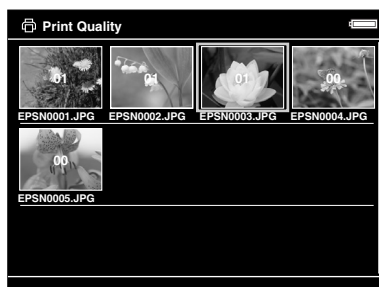 Print Quality
01 01 01 00
EPSN0001.JPG EPSN0002.JPG EPSN0003.JPG EPSN0004.JPG
00
EPSN0005.JPG